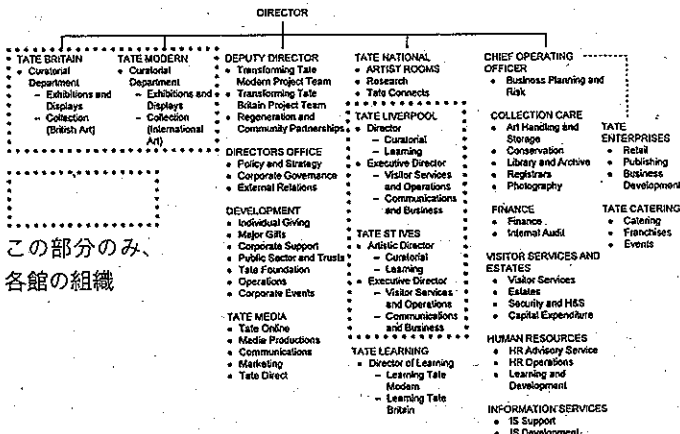 DIRECTOR
TATE BRITAIN
• Curatorial
Department
– Exhibitions and
Displays
– Collection
(British Art)
TATE MODERN
• Curatorial
Department
– Exhibitions and
Displays
– Collection
(International
Art)
この部分のみ、
各館の組織
DEPUTY DIRECTOR
• Transforming Tate
Modern Project Team
• Transforming Tate
Britain Project Team
• Regeneration and
Community Partnerships
DIRECTORS OFFICE
• Policy and Strategy
• Corporate Governance
• External Relations
DEVELOPMENT
• Individual Giving
• Major Gifts
• Corporate Support
• Public Sector and Trusts
• Tate Foundation
• Operations
• Corporate Events
TATE MEDIA
• Tate Online
• Media Productions
• Communications
• Marketing
• Tate Direct
TATE NATIONAL
• ARTIST ROOMS
• Research
• Tate Connects
TATE LIVERPOOL
• Director
– Curatorial
– Learning
• Executive Director
– Visitor Services
and Operations
– Communications
and Business
TATE ST IVES
• Artistic Director
– Curatorial
– Learning
• Executive Director
– Visitor Services
and Operations
– Communications
and Business
TATE LEARNING
• Director of Learning
– Learning Tate
Modern
– Learning Tate
Britain
CHIEF OPERATING
OFFICER
• Business Planning and
Risk
COLLECTION CARE
• Art Handling and
Storage
• Conservation
• Library and Archive
• Registrars
• Photography
FINANCE
• Finance
• Internal Audit
VISITOR SERVICES AND
ESTATES
• Visitor Services
• Estates
• Security and H&S
• Capital Expenditure
HUMAN RESOURCES
• HR Advisory Service
• HR Operations
• Learning and
Development
INFORMATION SERVICES
• IS Support
• IS Development
TATE
ENTERPRISES
• Retail
• Publishing
• Business
Development
TATE CATERING
• Catering
• Franchises
• Events